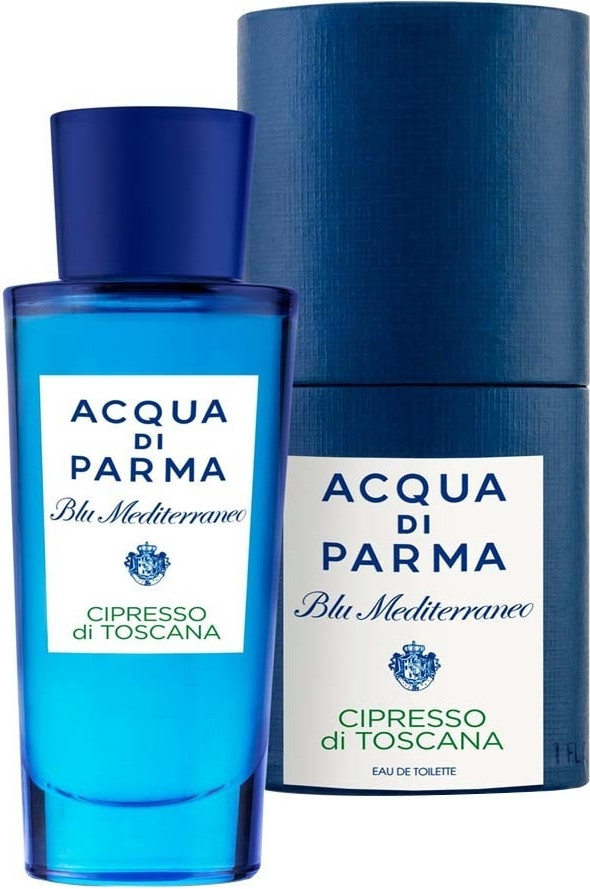 ACQUA
DI
PARMA
Blu Mediterraneo
CIPRESSO
di TOSCANA
ACQUA
DI
PARMA
Blu Mediterraneo
CIPRESSO
di TOSCANA
EAU DE TOILETTE